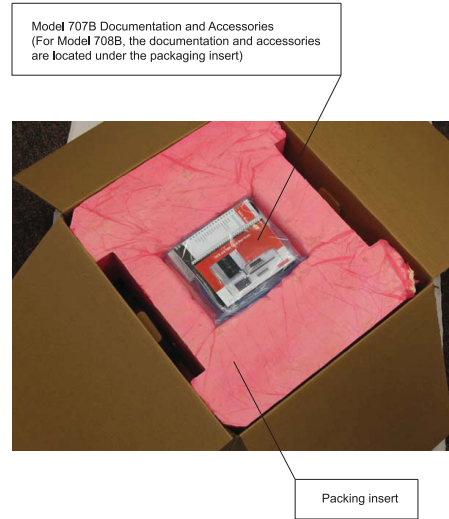 Model 707B Documentation and Accessories
(For Model 708B, the documentation and accessories
are located under the packaging insert)
Packing insert